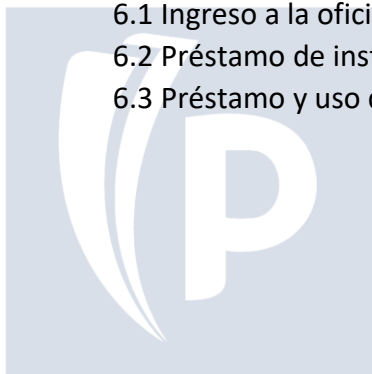 6.1 Ingreso a la ofici
6.2 Préstamo de inst
6.3 Préstamo y uso
P